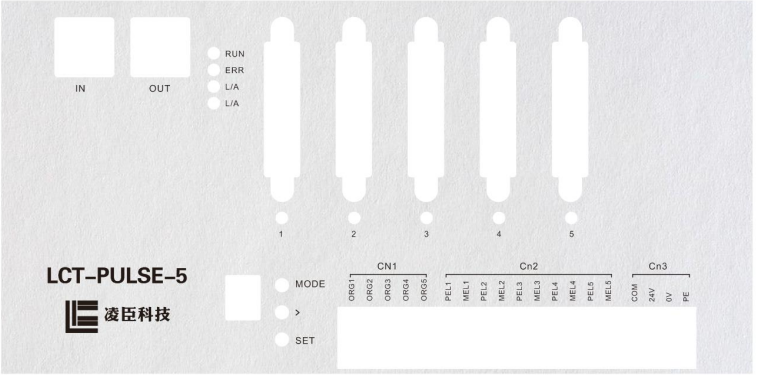 IN
OUT
RUN
ERR
L/A
L/A
1
2
3
4
5
LCT-PULSE-5
凌臣科技
MODE
>
SET
CN1
ORG1
ORG2
ORG3
ORG4
ORG5
Cn2
PEL1
MEL1
PEL2
MEL2
PEL3
MEL3
PEL4
MEL4
PEL5
MEL5
Cn3
COM
24V
0V
PE